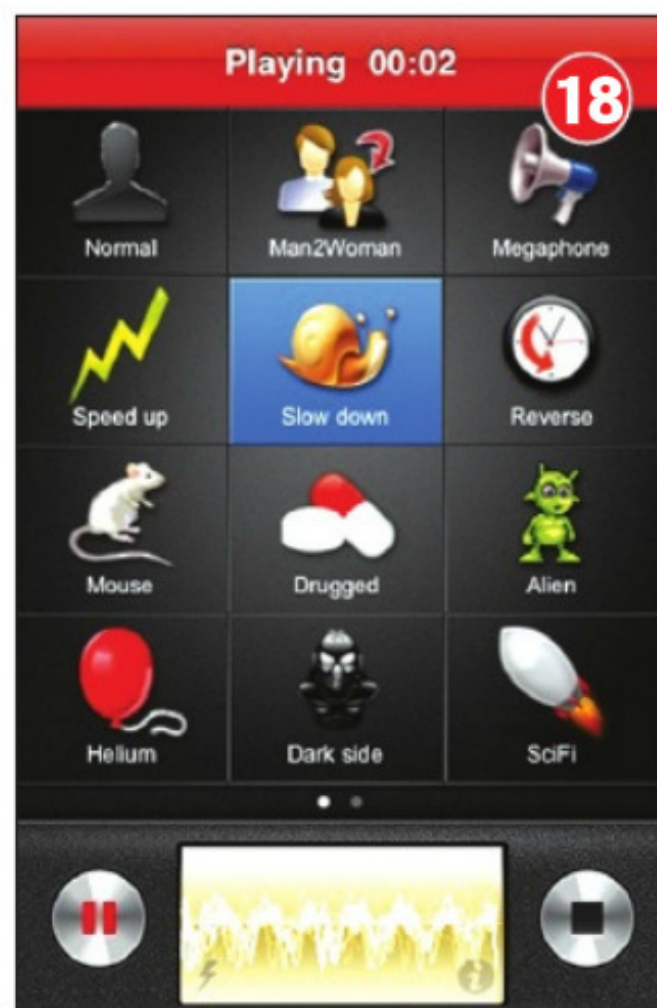 Playing 00:02
18
Normal Man2Woman Megaphone
Speed up Slow down Reverse
Mouse Drugged Alien
Helium Dark side SciFi